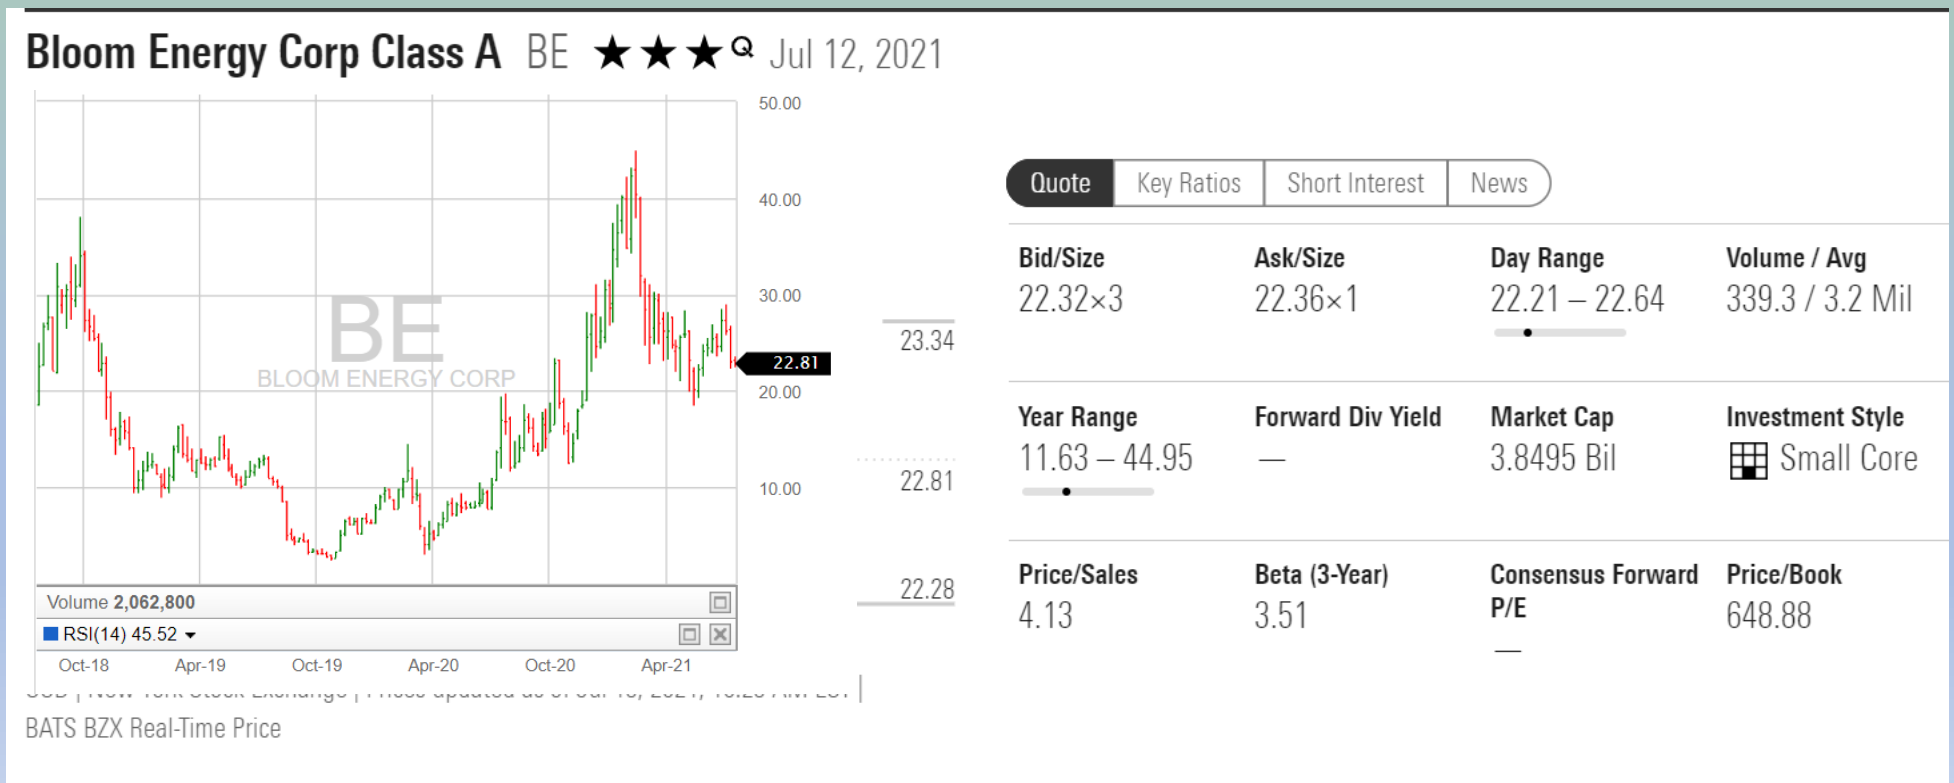 Bloom Energy Corp Class A BE ★★★Q Jul 12, 2021
50.00
40.00
30.00
20.00
10.00
BE
BLOOM ENERGY CORP
22.81
Volume 2,062,800
RSI(14) 45.52
Oct-18 Apr-19 Oct-19 Apr-20 Oct-20 Apr-21
23.34
22.81
22.28
BATS BZX Real-Time Price
Quote Key Ratios Short Interest News
Bid/Size Ask/Size Day Range Volume / Avg
22.32×3 22.36×1 22.21 – 22.64 339.3 / 3.2 Mil
Year Range Forward Div Yield Market Cap Investment Style
11.63 – 44.95 — 3.8495 Bil Small Core
Price/Sales Beta (3-Year) Consensus Forward Price/Book
P/E
4.13 3.51 — 648.88